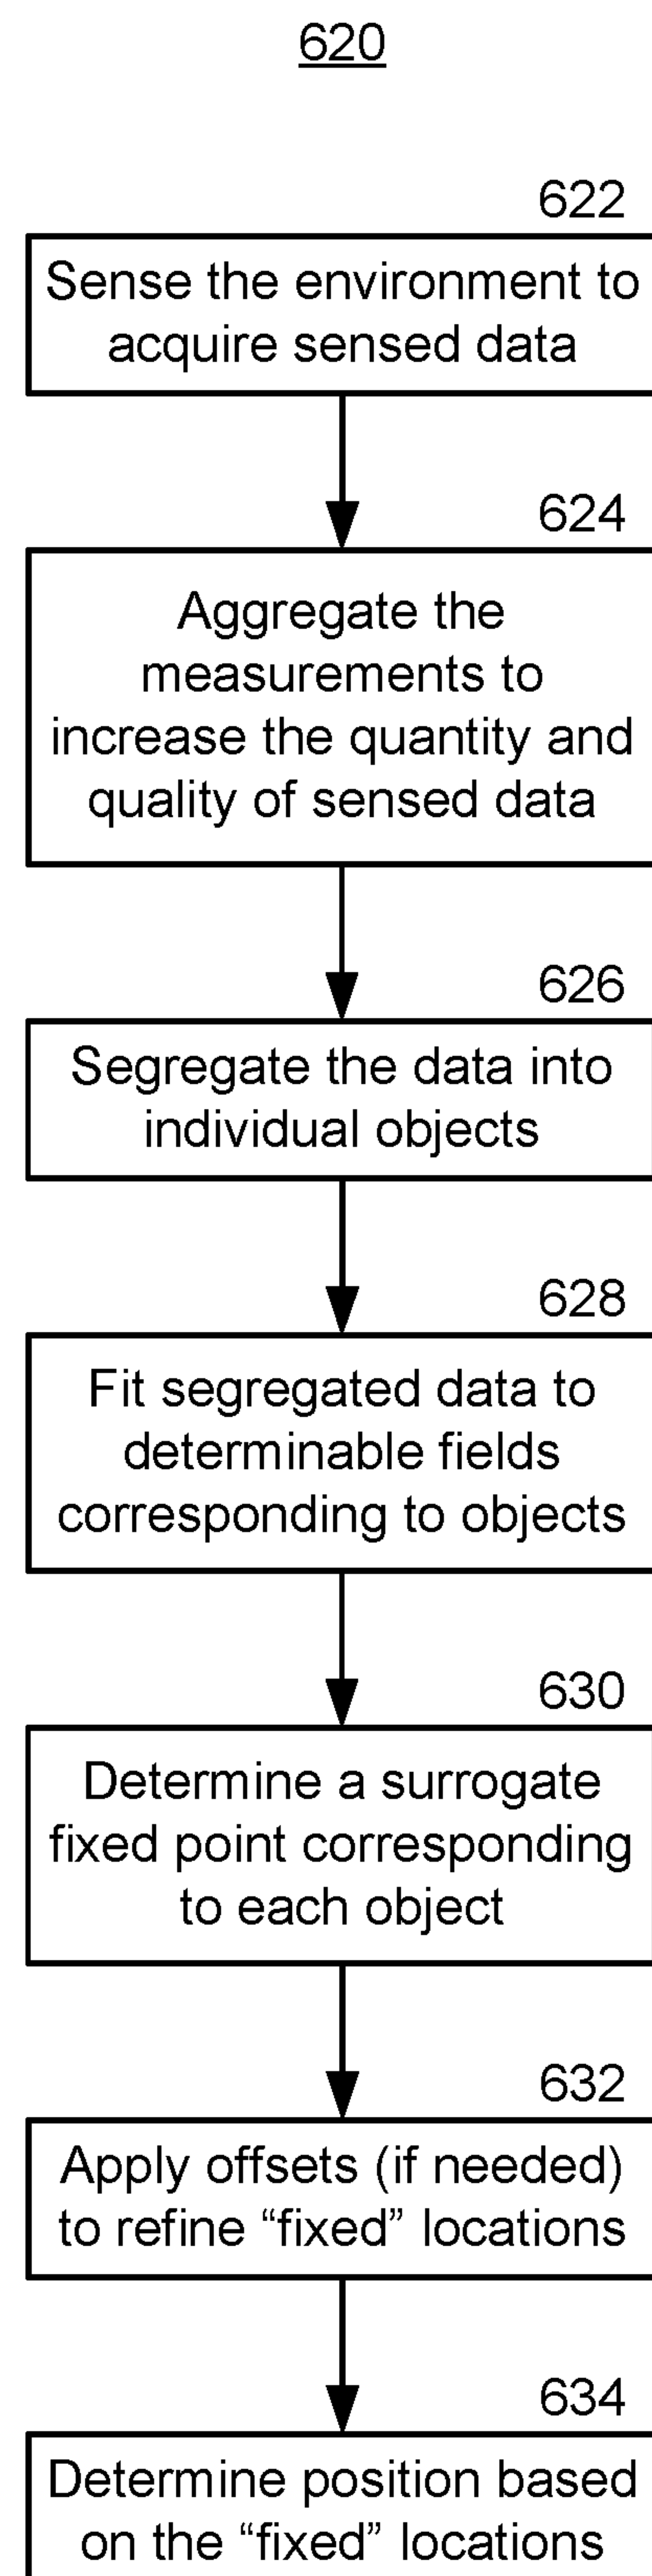 620
622
Sense the environment to
acquire sensed data
624
Aggregate the
measurements to
increase the quantity and
quality of sensed data
626
Segregate the data into
individual objects
628
Fit segregated data to
determinable fields
corresponding to objects
630
Determine a surrogate
fixed point corresponding
to each object
632
Apply offsets (if needed)
to refine “fixed” locations
634
Determine position based
on the “fixed” locations